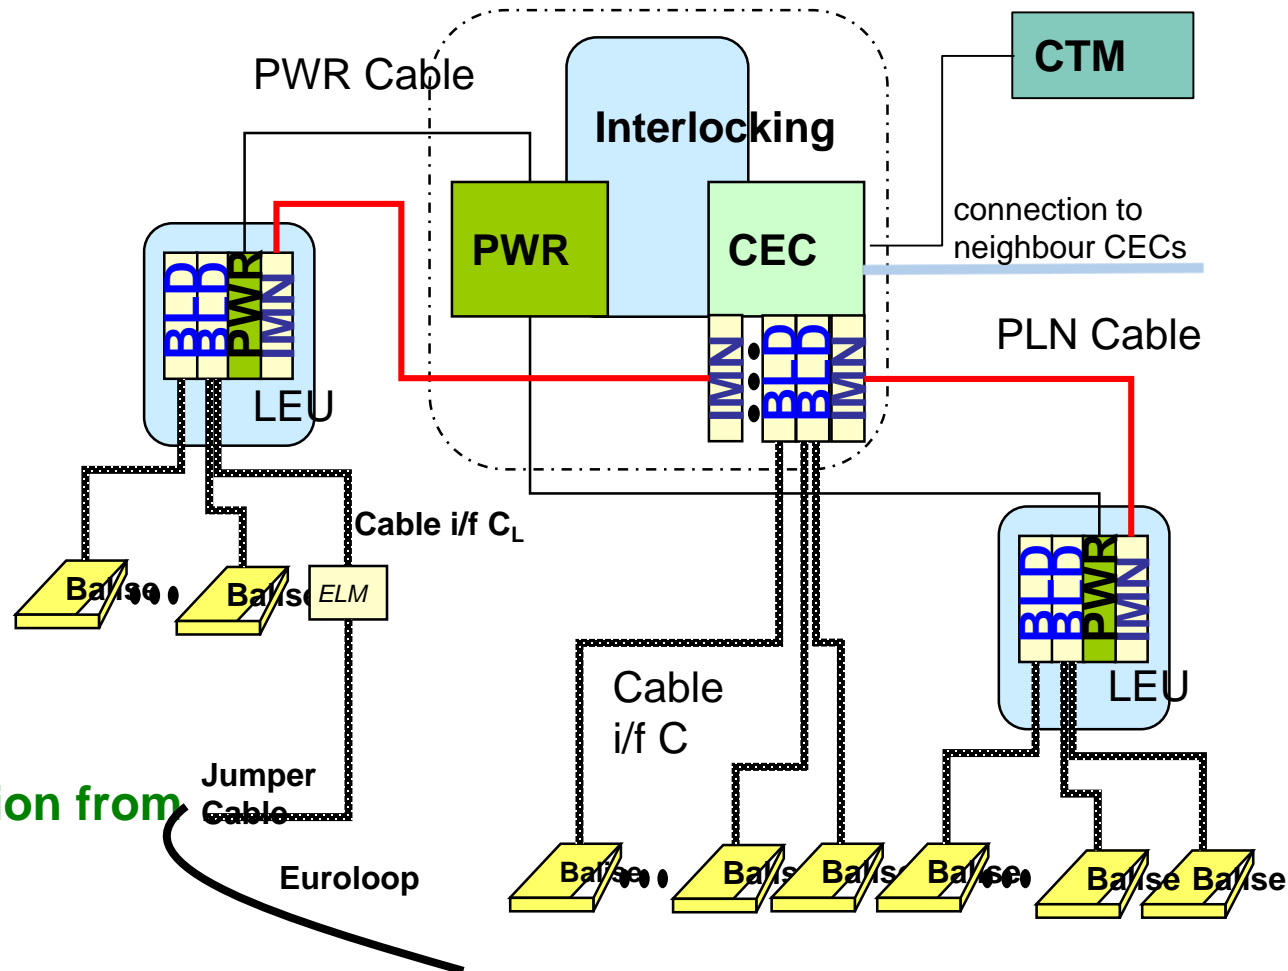 CTM
PWR Cable
Interlocking
connection to
neighbour CECs
PWR
CEC
BLD
BLD
PWR
IMN
PLN Cable
IMN
BLD
BLD
IMN
LEU
Cable i/f CL
BLD
BLD
PWR
IMN
Balise
Balise
ELM
LEU
Cable
i/f C
Jumper
Cable
ion from
Euroloop
Balise
Balise
Balise
Balise
Balise
Balise